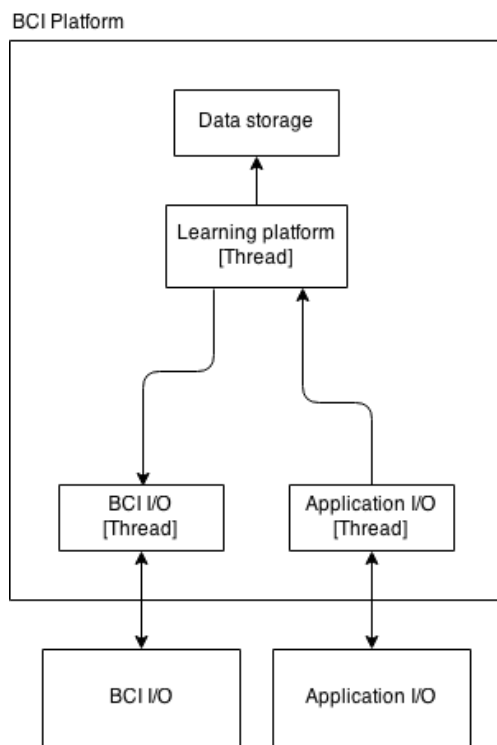 BCI Platform
Data storage
Learning platform
[Thread]
BCI I/O
[Thread]
Application I/O
[Thread]
BCI I/O
Application I/O